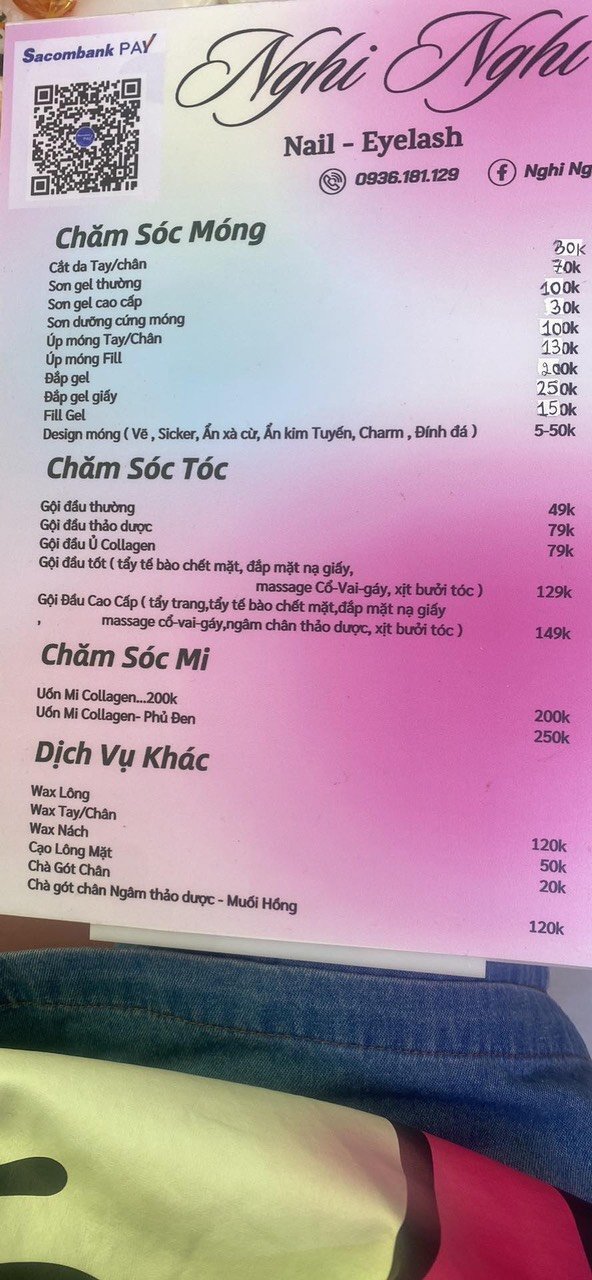 Sacombank PAY
Nghi Nghi
Nail - Eyelash
0936.181.129 Nghi Ng
Chăm Sóc Móng
Cắt da Tay/chân 30k
Sơn gel thường 70k
Sơn gel cao cấp 100k
Sơn dưỡng cứng móng 30k
Úp móng Tay/Chân 100k
Úp móng Fill 130k
Đắp gel 200k
Đắp gel giấy 250k
Fill Gel 150k
Design móng ( Vẽ , Sicker, Ẩn xà cừ, Ẩn kim Tuyến, Charm , Đính đá ) 5-50k
Chăm Sóc Tóc
Gội đầu thường 49k
Gội đầu thảo dược 79k
Gội đầu Ủ Collagen 79k
Gội đầu tốt ( tẩy tế bào chết mặt, đắp mặt nạ giấy,
massage Cổ-Vai-gáy, xịt bưởi tóc ) 129k
Gội Đầu Cao Cấp ( tẩy trang,tẩy tế bào chết mặt,đắp mặt nạ giấy
, massage cổ-vai-gáy,ngâm chân thảo dược, xịt bưởi tóc ) 149k
Chăm Sóc Mi
Uốn Mi Collagen...200k 200k
Uốn Mi Collagen- Phủ Đen 250k
Dịch Vụ Khác
Wax Lông
Wax Tay/Chân 120k
Wax Nách 50k
Cạo Lông Mặt 20k
Chà Gót Chân
Chà gót chân Ngâm thảo dược - Muối Hồng 120k